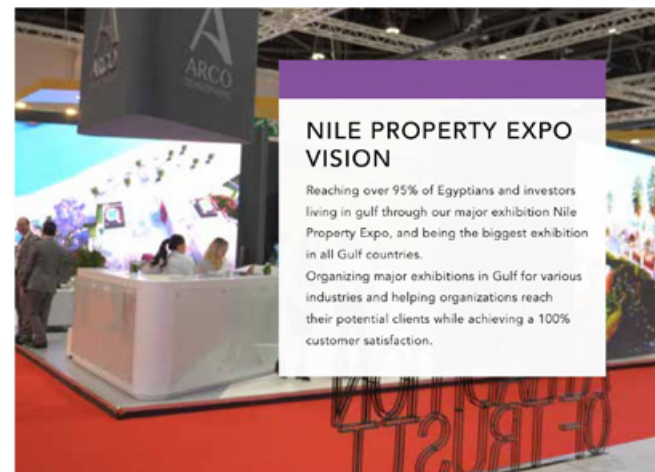 ARCO
DEVELOPMENTS
ARCO
NILE PROPERTY EXPO
VISION
Reaching over 95% of Egyptians and investors
living in gulf through our major exhibition Nile
Property Expo, and being the biggest exhibition
in all Gulf countries.
Organizing major exhibitions in Gulf for various
industries and helping organizations reach
their potential clients while achieving a 100%
customer satisfaction.
OF TRUST